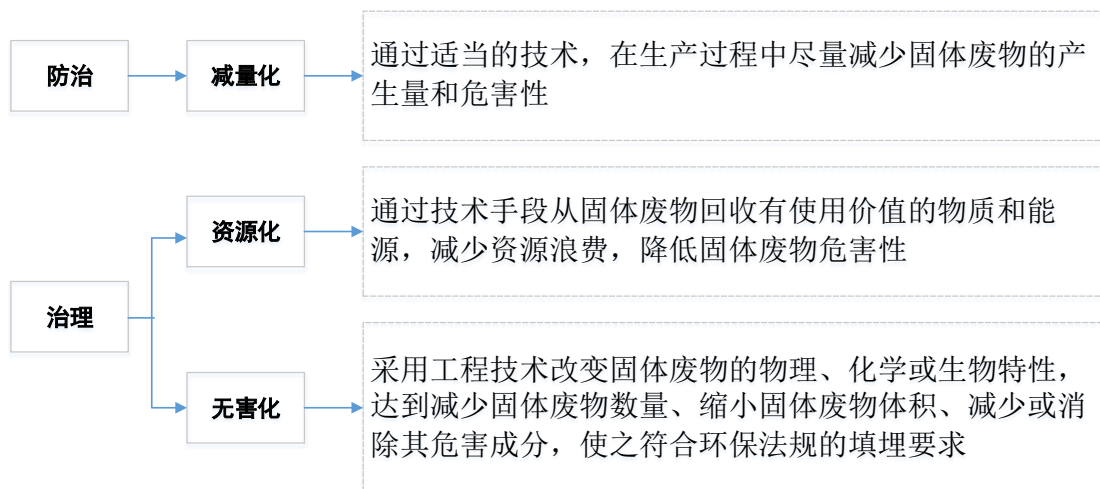 防治
减量化
通过适当的技术，在生产过程中尽量减少固体废物的产
生量和危害性
治理
资源化
通过技术手段从固体废物回收有使用价值的物质和能
源，减少资源浪费，降低固体废物危害性
无害化
采用工程技术改变固体废物的物理、化学或生物特性，
达到减少固体废物数量、缩小固体废物体积、减少或消
除其危害成分，使之符合环保法规的填埋要求